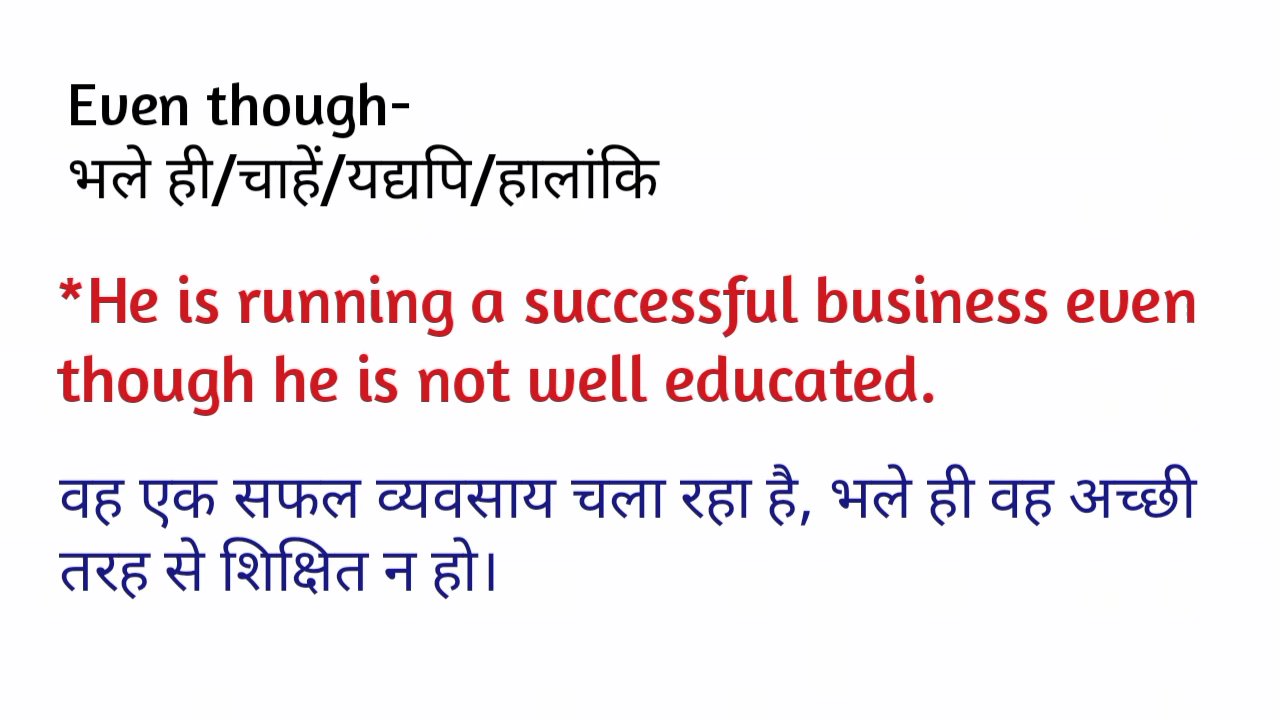 Even though-
भले ही/चाहें/यद्यपि/हालांकि
*He is running a successful business even
though he is not well educated.
वह एक सफल व्यवसाय चला रहा है, भले ही वह अच्छी
तरह से शिक्षित न हो।